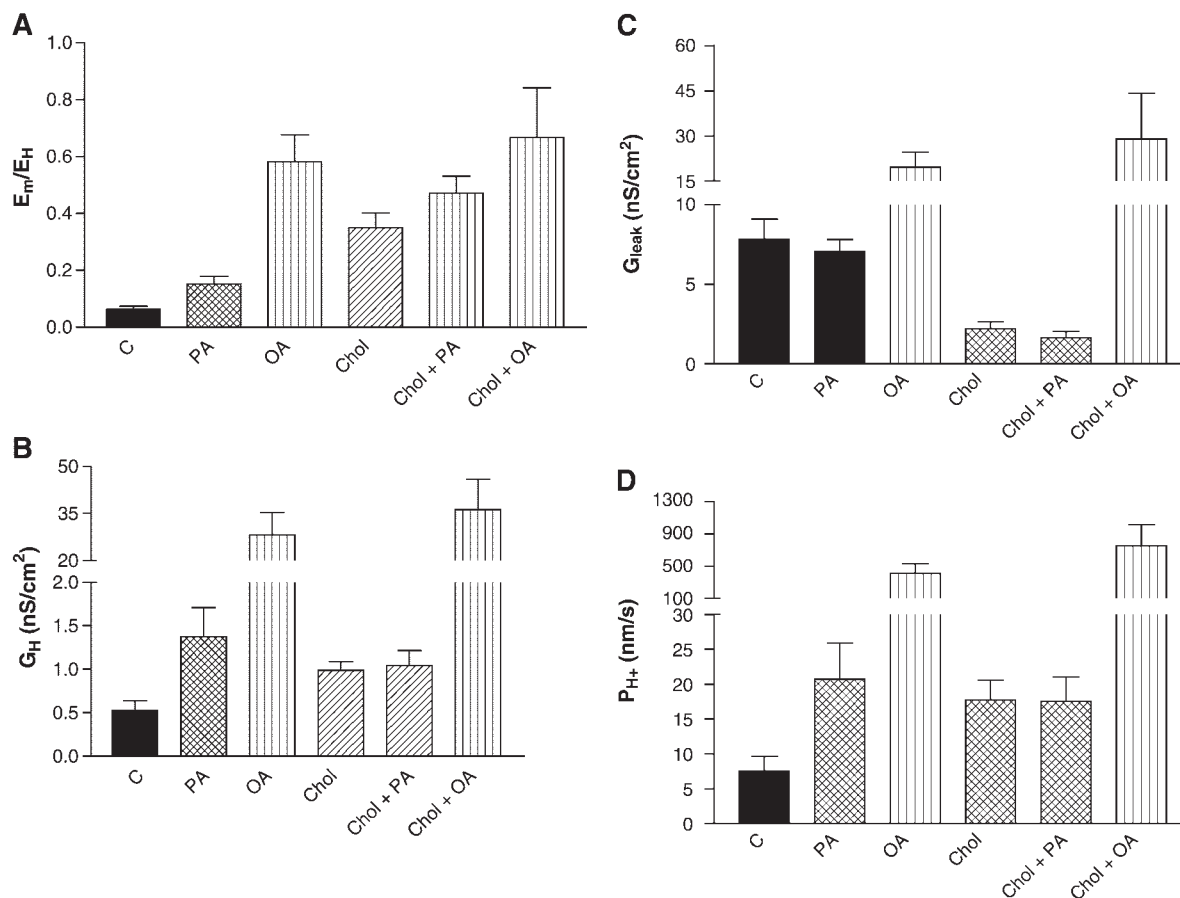 A
1.0
0.8
0.6
0.4
0.2
0.0
Em/EH
C
PA
OA
Chol
Chol + PA
Chol + OA
B
50
35
20
2.0
1.5
1.0
0.5
0.0
GH (nS/cm²)
C
PA
OA
Chol
Chol + PA
Chol + OA
C
60
45
30
15
10
5
0
Gleak (nS/cm²)
C
PA
OA
Chol
Chol + PA
Chol + OA
D
1300
900
500
100
30
25
20
15
10
5
0
PH+ (nm/s)
C
PA
OA
Chol
Chol + PA
Chol + OA